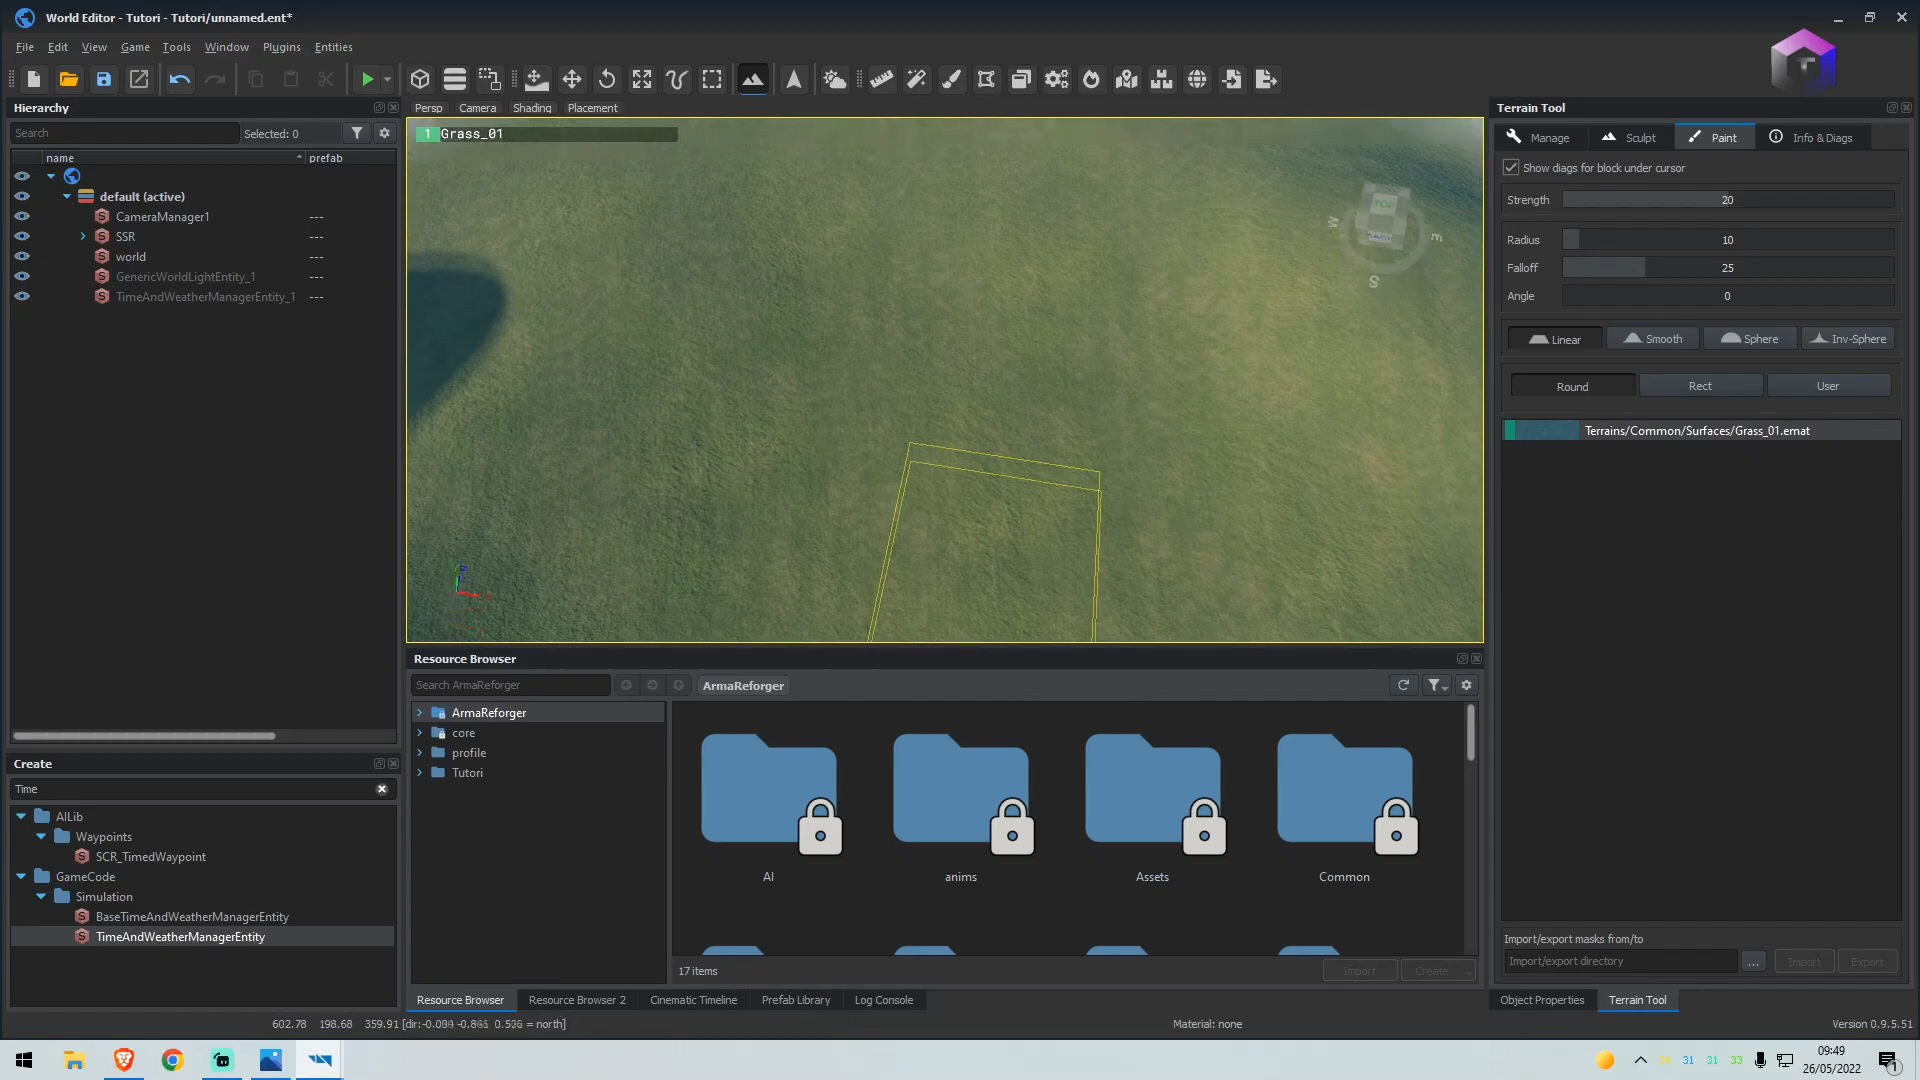 World Editor - Tutori - Tutori/unnamed.ent*
File Edit View Game Tools Window Plugins Entities
Hierarchy
Search
Selected: 0
name prefab
default (active)
CameraManager1 ---
SSR ---
world ---
GenericWorldLightEntity_1 ---
TimeAndWeatherManagerEntity_1 ---
Create
Time
AILib
Waypoints
SCR_TimedWaypoint
GameCode
Simulation
BaseTimeAndWeatherManagerEntity
TimeAndWeatherManagerEntity
Persp Camera Shading Placement
1 Grass_01
TOP
BACK
E
S
Resource Browser
Search ArmaReforger
ArmaReforger
ArmaReforger
core
profile
Tutori
AI anims Assets Common
17 items
Import Create
Resource Browser Resource Browser 2 Cinematic Timeline Prefab Library Log Console
Terrain Tool
Manage Sculpt Paint Info & Diags
Show diags for block under cursor
Strength 20
Radius 10
Falloff 25
Angle 0
Linear Smooth Sphere Inv-Sphere
Round Rect User
Terrains/Common/Surfaces/Grass_01.emat
Import/export masks from/to
Import/export directory ... Import Export
Object Properties Terrain Tool
602.78 198.68 359.91 = north]
Material: none
Version 0.9.5.51
31 31 33
09:49
26/05/2022
1